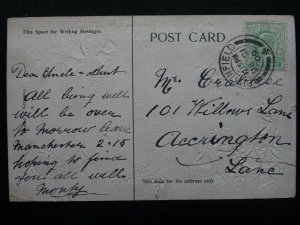 This Space for Writing Messages.
POST CARD
Dear Uncle & Aunt
All being well
will be over
to morrow leave
Manchester 2.15
hoping to find
you all well
Monty
Mr Crabtree
101 Willows Lane
Accrington
Lanc
This Side for the address only.